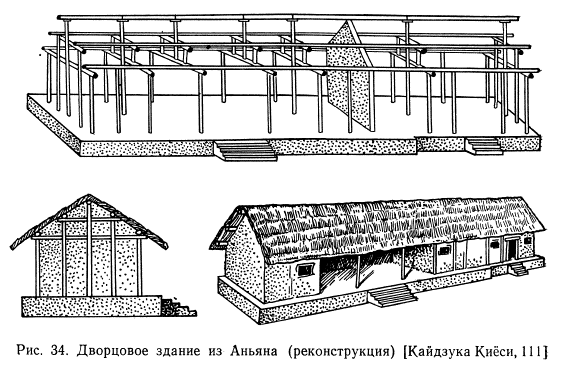 Рис. 34. Дворцовое здание из Аньяна (реконструкция) [Кайдзука Киёси, 111]